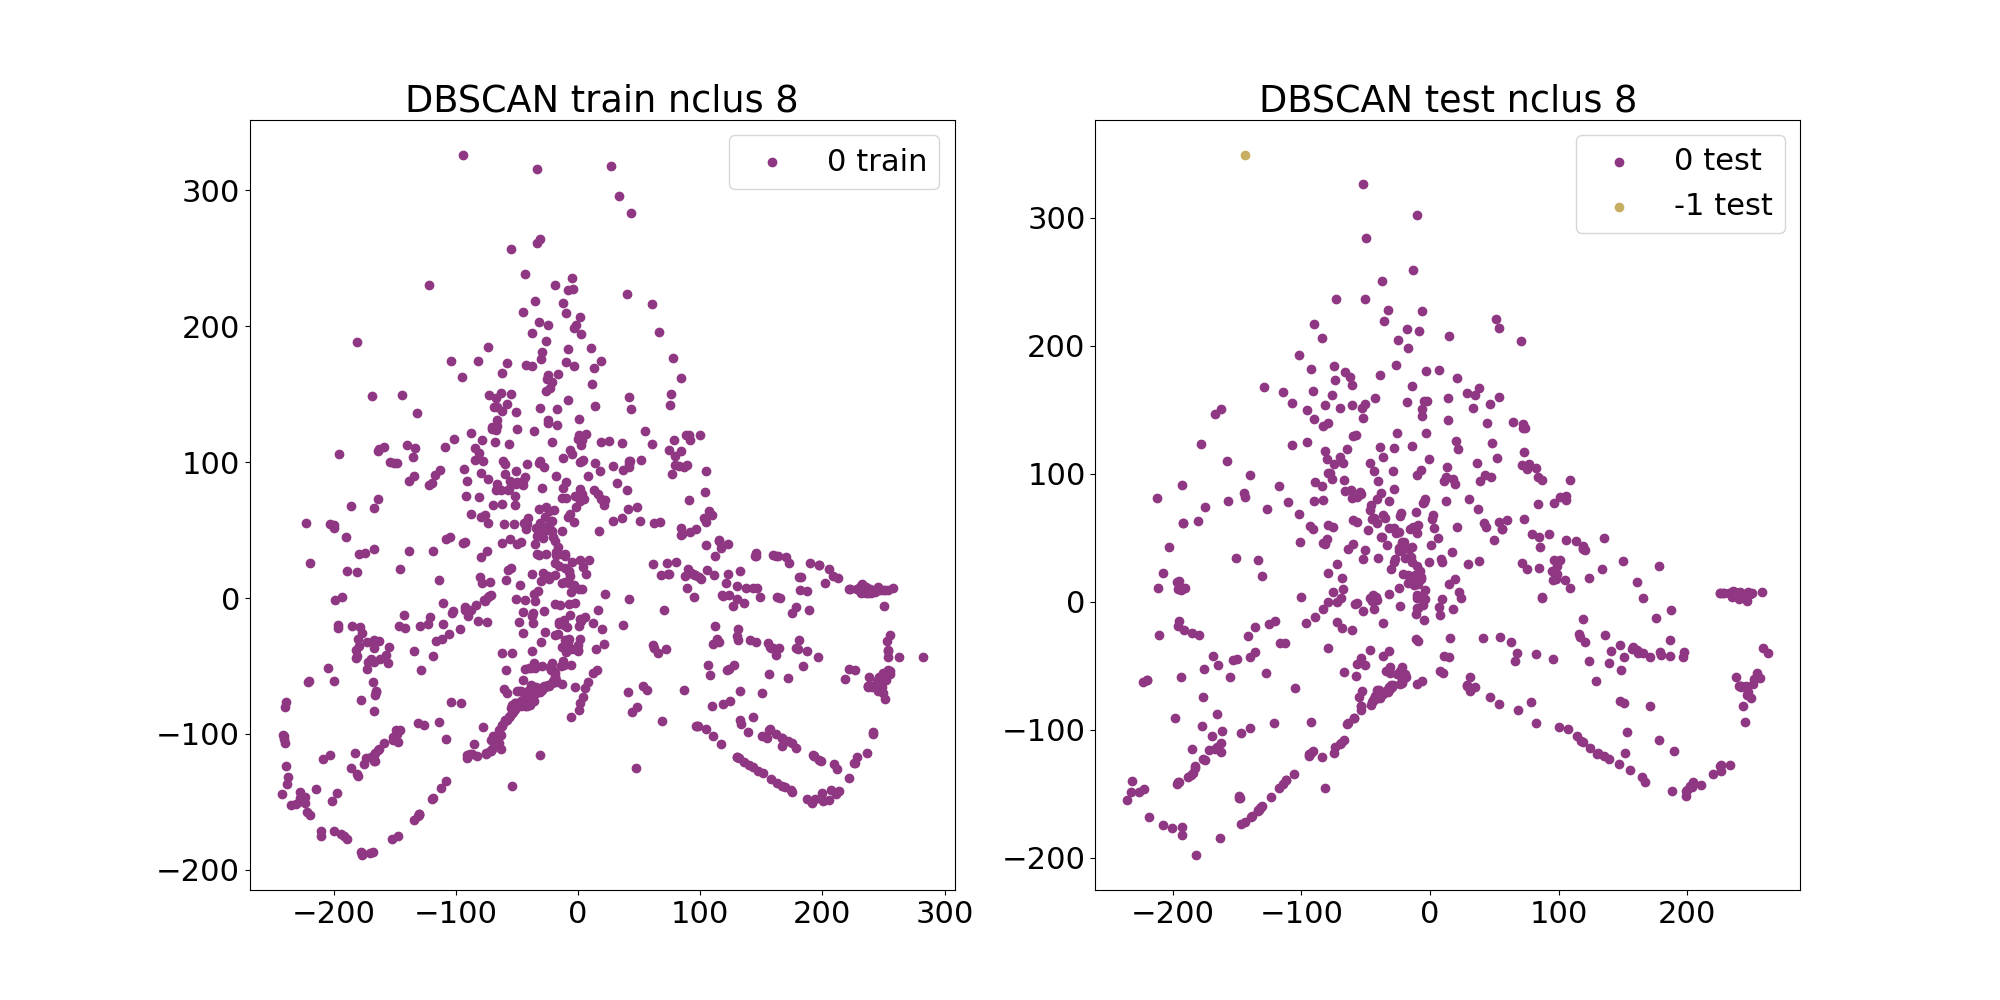 DBSCAN train nclus 8
0 train
300
200
100
0
−100
−200
−200 −100 0 100 200 300
DBSCAN test nclus 8
0 test
-1 test
300
200
100
0
−100
−200
−200 −100 0 100 200